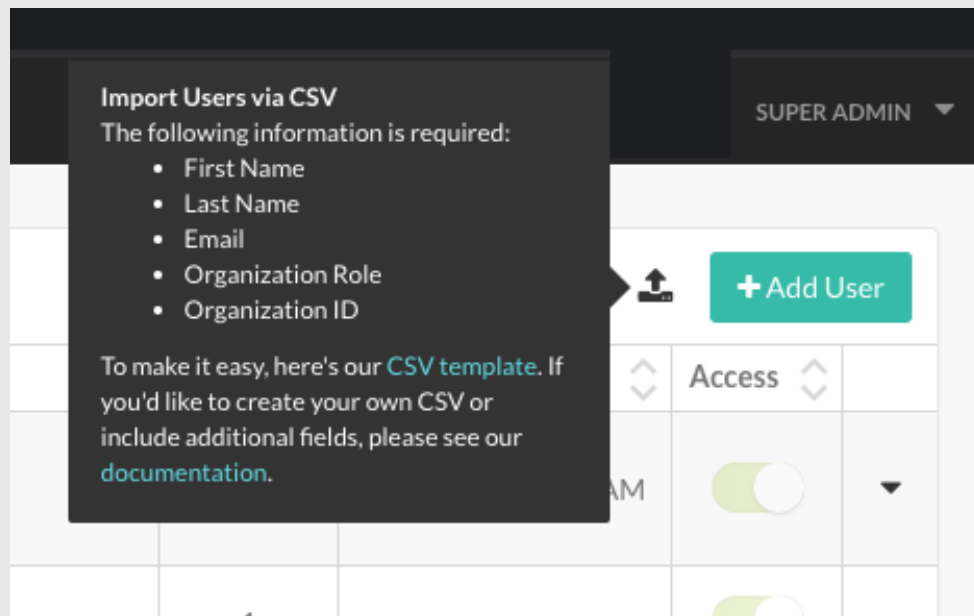 Import Users via CSV
The following information is required:
• First Name
• Last Name
• Email
• Organization Role
• Organization ID
To make it easy, here's our CSV template. If
you'd like to create your own CSV or
include additional fields, please see our
documentation.
SUPER ADMIN
+ Add User
Access
AM